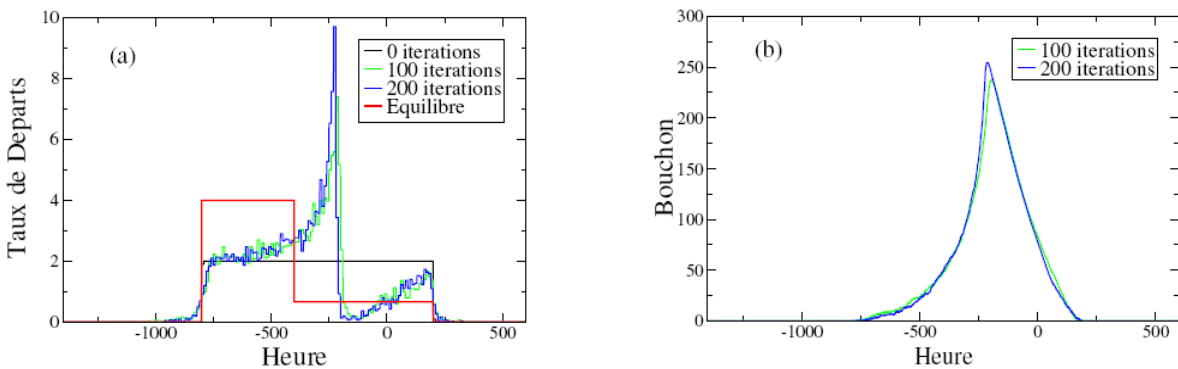 (a)
0 iterations
100 iterations
200 iterations
Equilibre
Taux de Departs
10
8
6
4
2
0
-1000
-500
0
500
Heure
(b)
100 iterations
200 iterations
Bouchon
300
250
200
150
100
50
0
-1000
-500
0
500
Heure